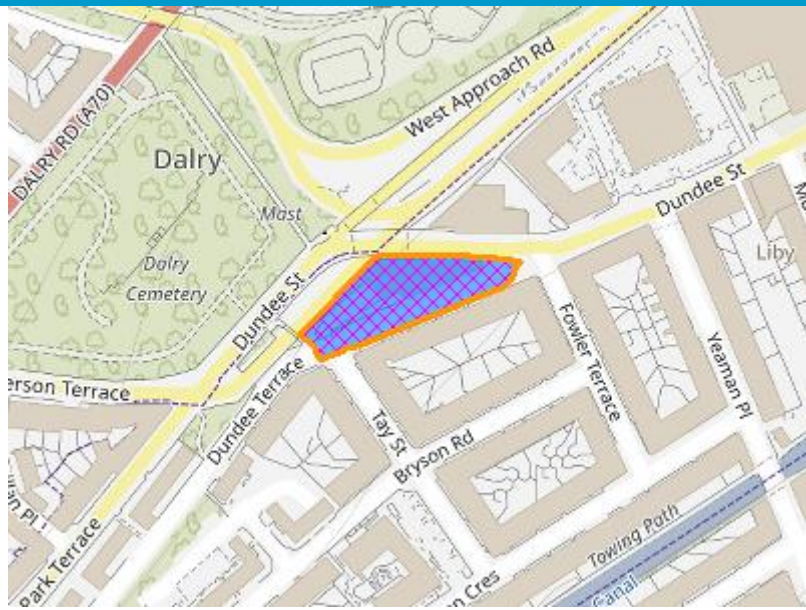 West Approach Rd
DALRY RD (A70)
Dalry
Mast
Dundee St
Dalry
Cemetery
Liby
Dundee St
erson Terrace
Dundee Terrace
Fowler Terrace
Yeaman Pl
Tay St
Bryson Rd
Park Terrace
Towing Path
Canal
Cres